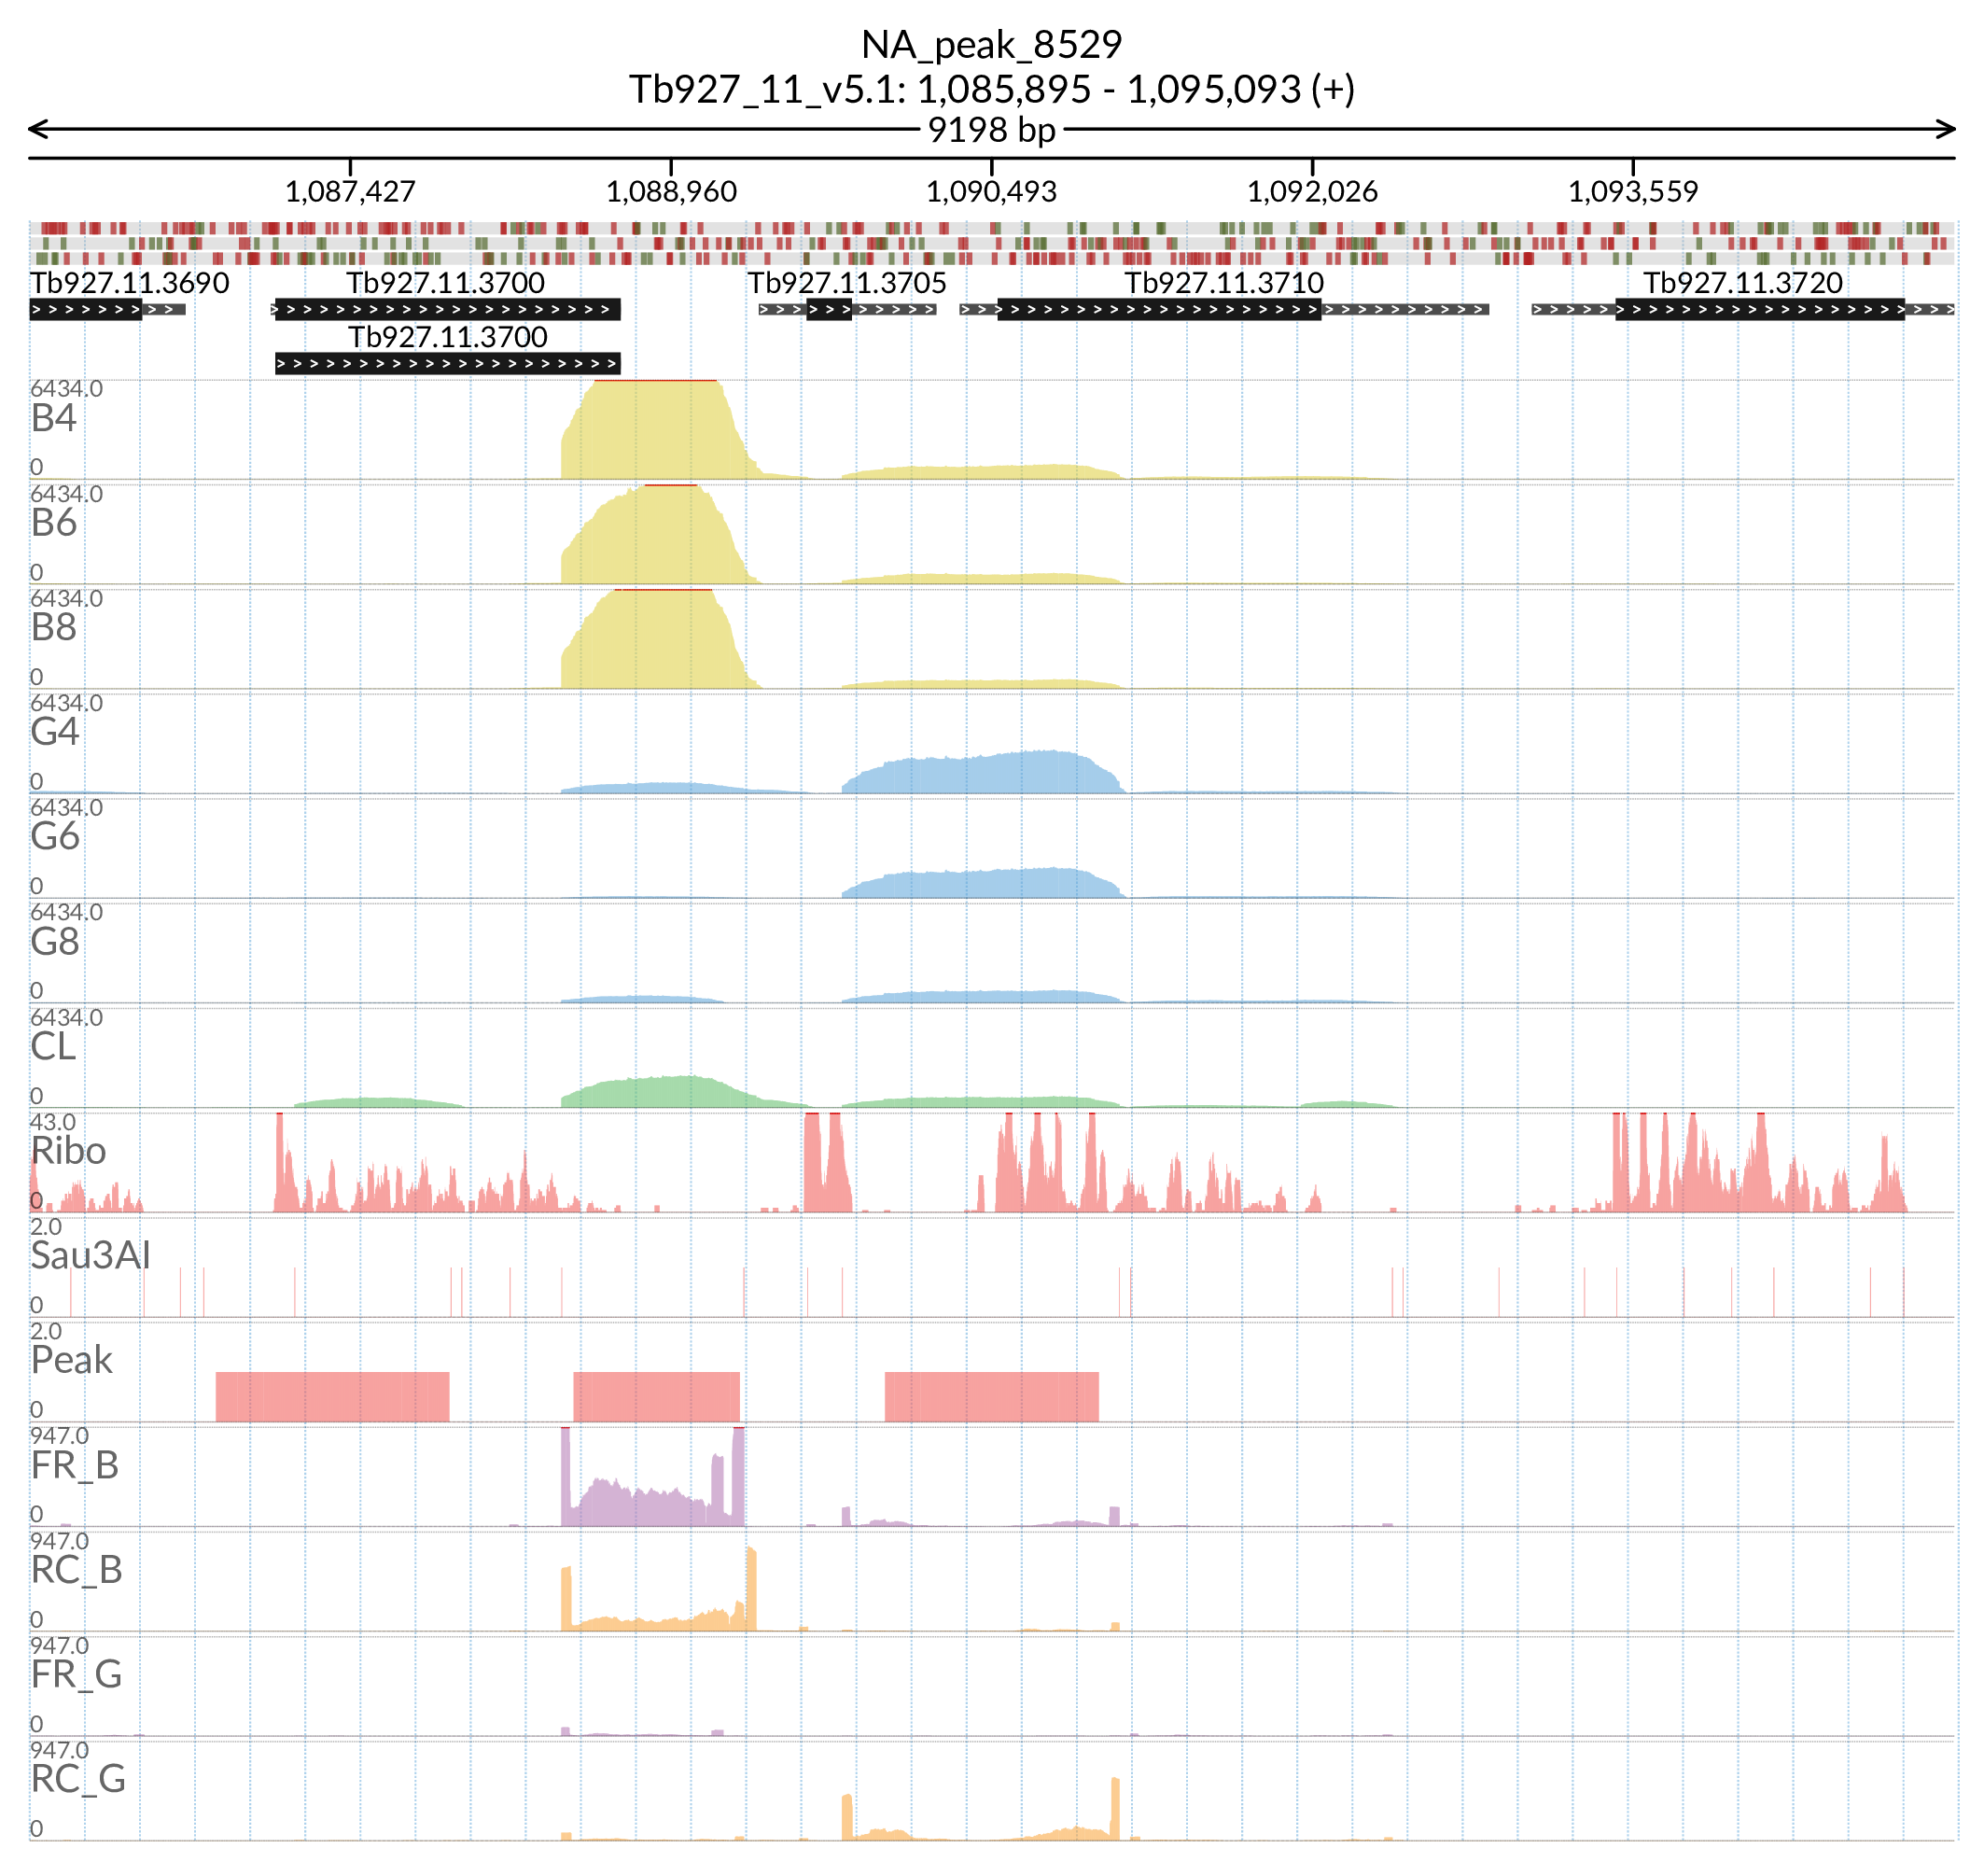 NA_peak_8529
Tb927_11_v5.1: 1,085,895 - 1,095,093 (+)
9198 bp
1,087,427 1,088,960 1,090,493 1,092,026 1,093,559
Tb927.11.3690 Tb927.11.3700 Tb927.11.3705 Tb927.11.3710 Tb927.11.3720
Tb927.11.3700
6434.0
B4
0
6434.0
B6
0
6434.0
B8
0
6434.0
G4
0
6434.0
G6
0
6434.0
G8
0
6434.0
CL
0
43.0
Ribo
0
2.0
Sau3AI
0
2.0
Peak
0
947.0
FR_B
0
947.0
RC_B
0
947.0
FR_G
0
947.0
RC_G
0